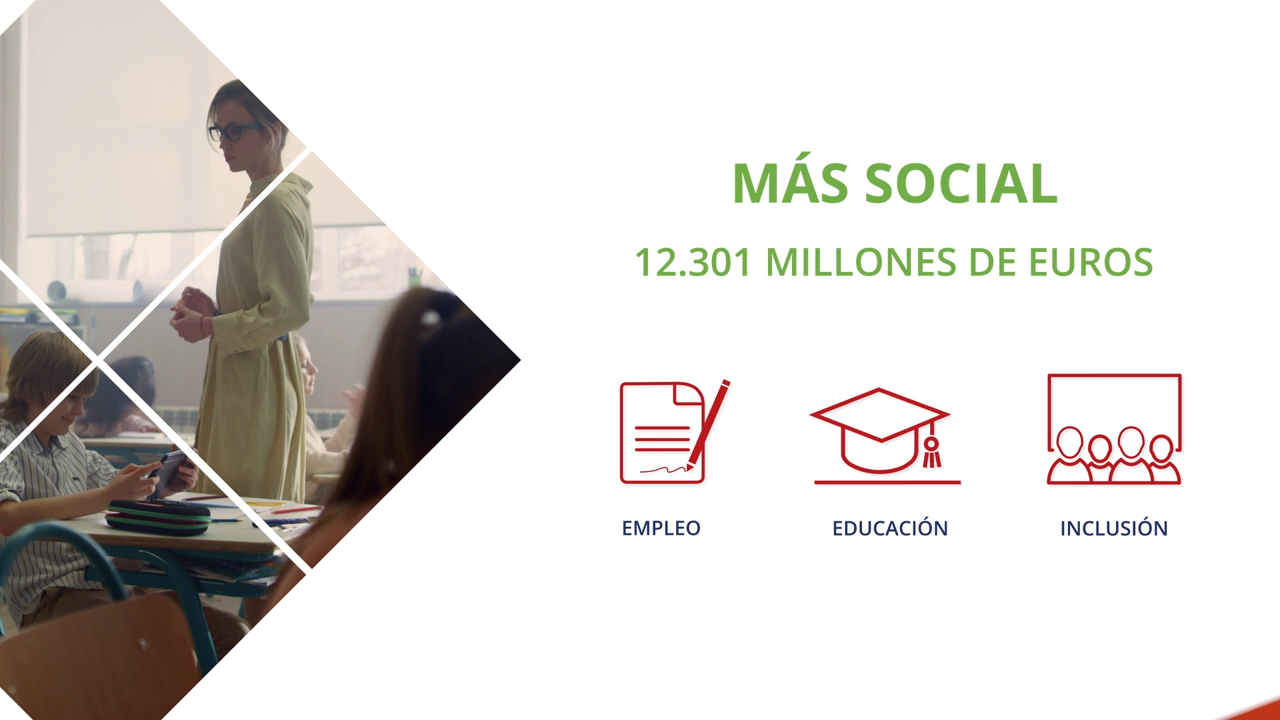 MÁS SOCIAL
12.301 MILLONES DE EUROS
EMPLEO
EDUCACIÓN
INCLUSIÓN